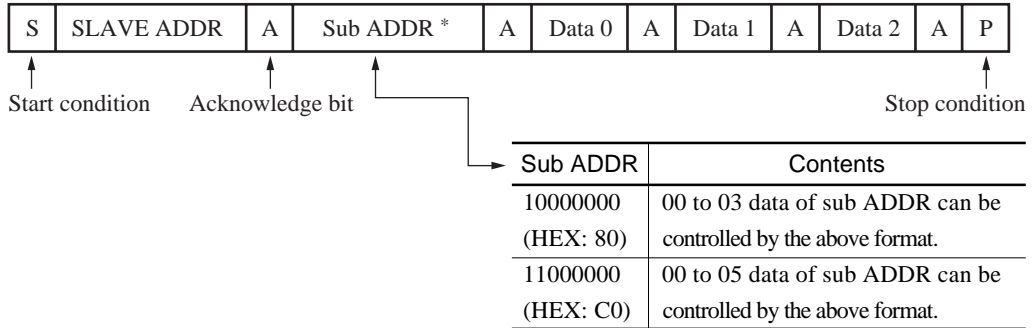 S SLAVE ADDR A Sub ADDR * A Data 0 A Data 1 A Data 2 A P
Start condition Acknowledge bit Stop condition
Sub ADDR Contents
10000000 00 to 03 data of sub ADDR can be
(HEX: 80) controlled by the above format.
11000000 00 to 05 data of sub ADDR can be
(HEX: C0) controlled by the above format.